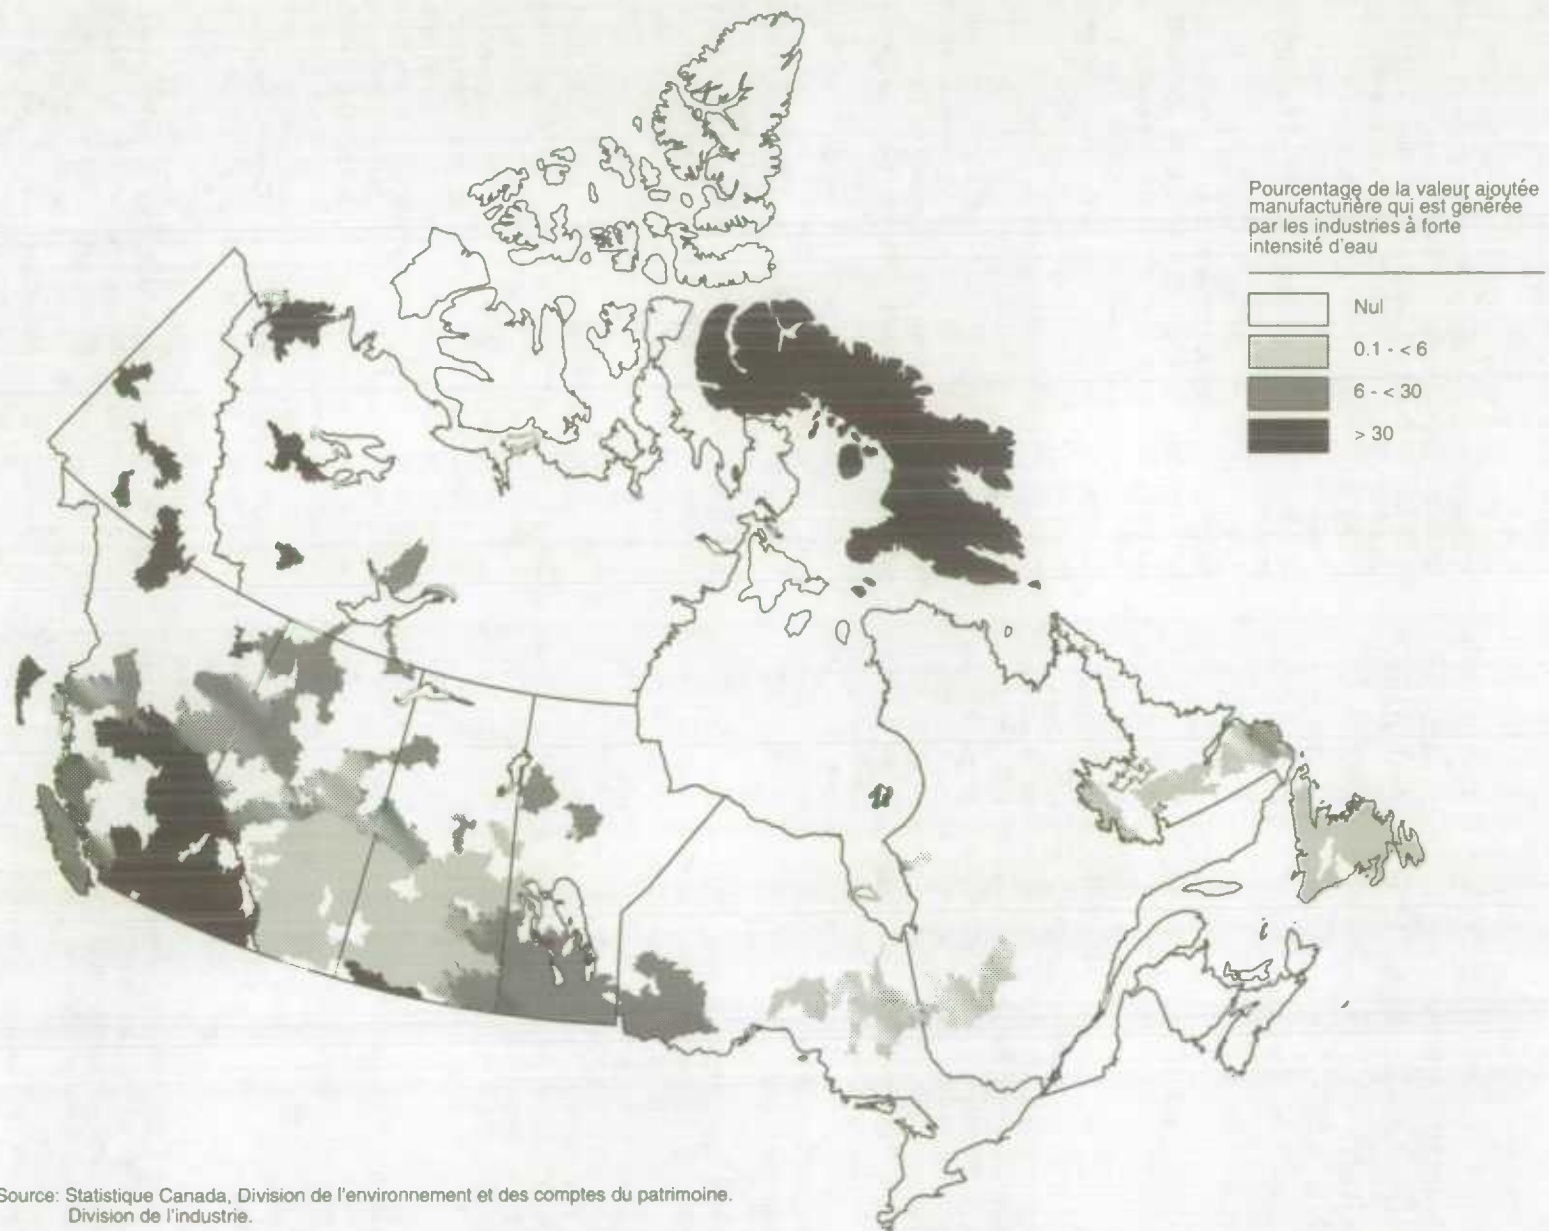 Pourcentage de la valeur ajoutée
manufacturière qui est générée
par les industries à forte
intensité d'eau
Nul
0.1 - < 6
6 - < 30
> 30
Source: Statistique Canada, Division de l'environnement et des comptes du patrimoine.
Division de l'industrie.